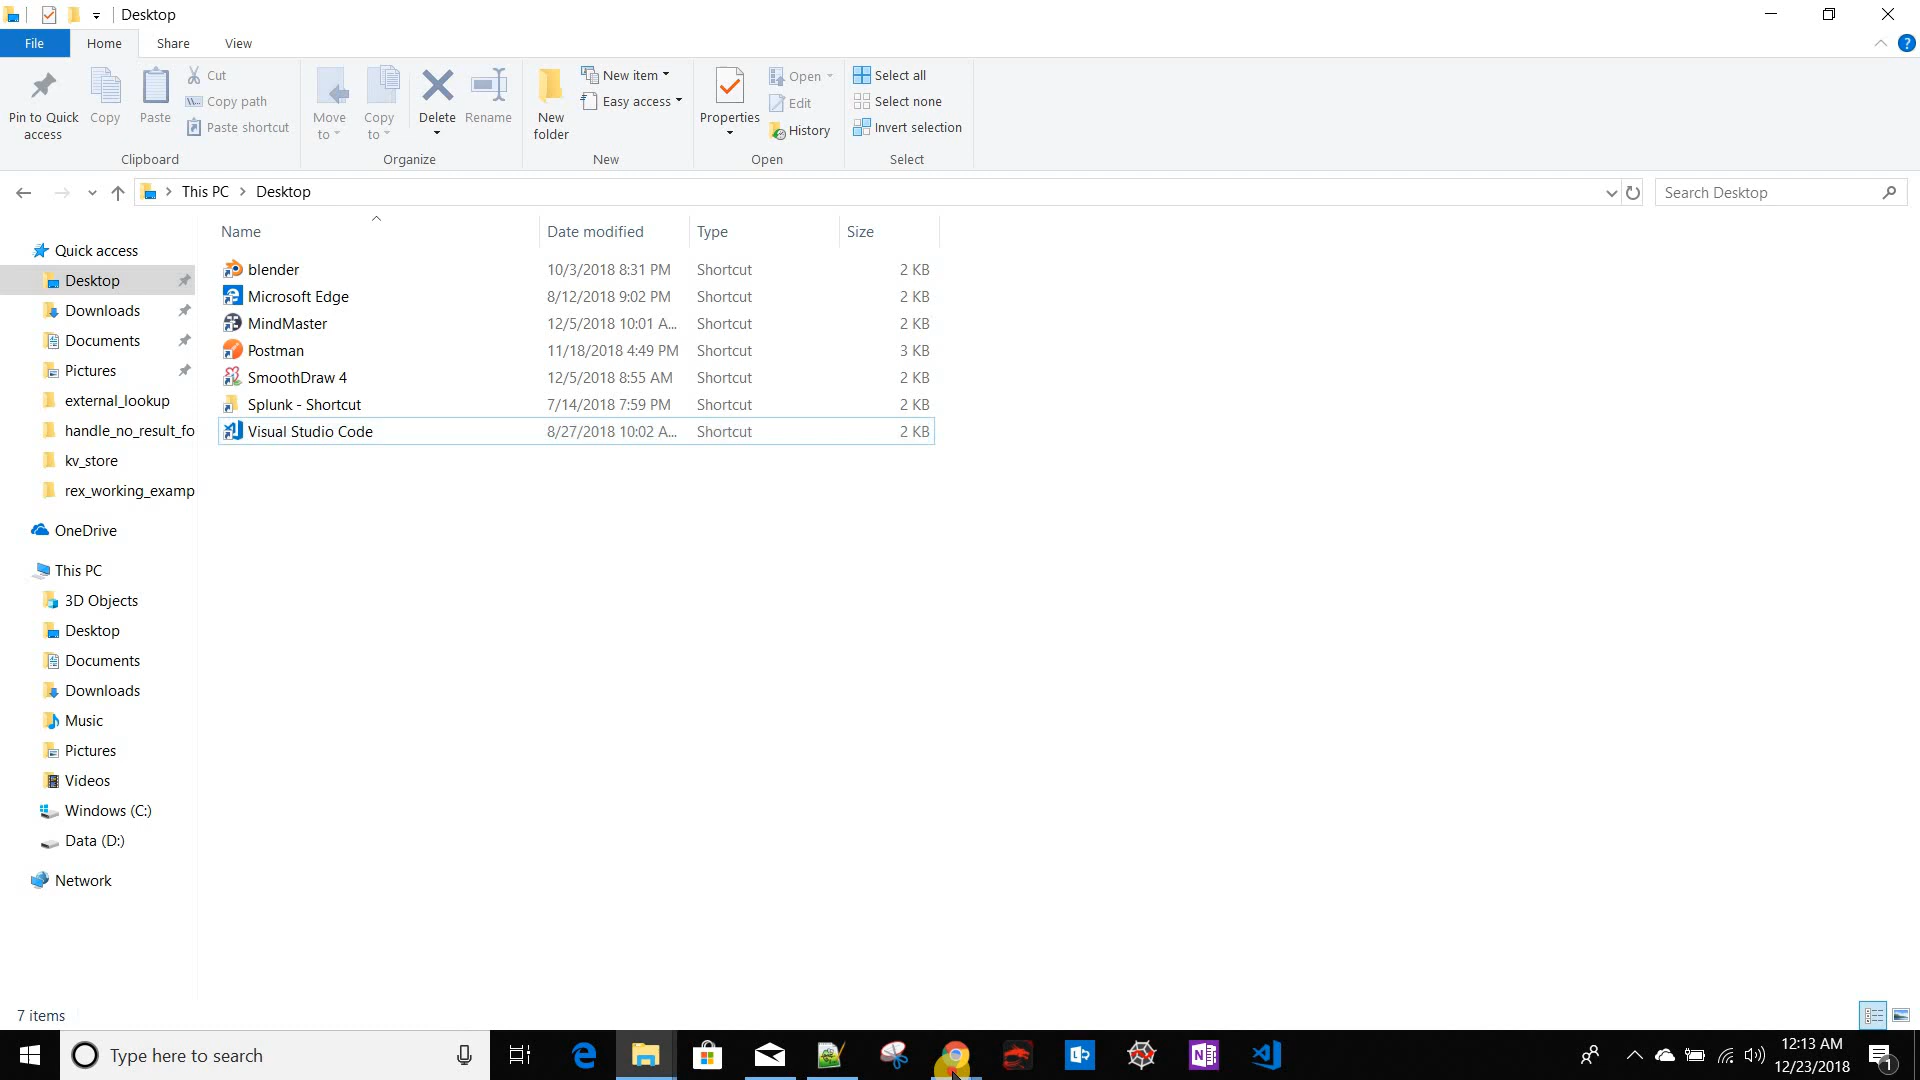 Desktop
File Home Share View
Pin to Quick access
Copy
Paste
Cut
Copy path
Paste shortcut
Clipboard
Move to
Copy to
Delete
Rename
Organize
New folder
New item
Easy access
New
Properties
Open
Edit
History
Open
Select all
Select none
Invert selection
Select
This PC > Desktop
Search Desktop
Name Date modified Type Size
blender 10/3/2018 8:31 PM Shortcut 2 KB
Microsoft Edge 8/12/2018 9:02 PM Shortcut 2 KB
MindMaster 12/5/2018 10:01 A... Shortcut 2 KB
Postman 11/18/2018 4:49 PM Shortcut 3 KB
SmoothDraw 4 12/5/2018 8:55 AM Shortcut 2 KB
Splunk - Shortcut 7/14/2018 7:59 PM Shortcut 2 KB
Visual Studio Code 8/27/2018 10:02 A... Shortcut 2 KB
Quick access
Desktop
Downloads
Documents
Pictures
external_lookup
handle_no_result_fo
kv_store
rex_working_examp
OneDrive
This PC
3D Objects
Desktop
Documents
Downloads
Music
Pictures
Videos
Windows (C:)
Data (D:)
Network
7 items
Type here to search
12:13 AM
12/23/2018
1